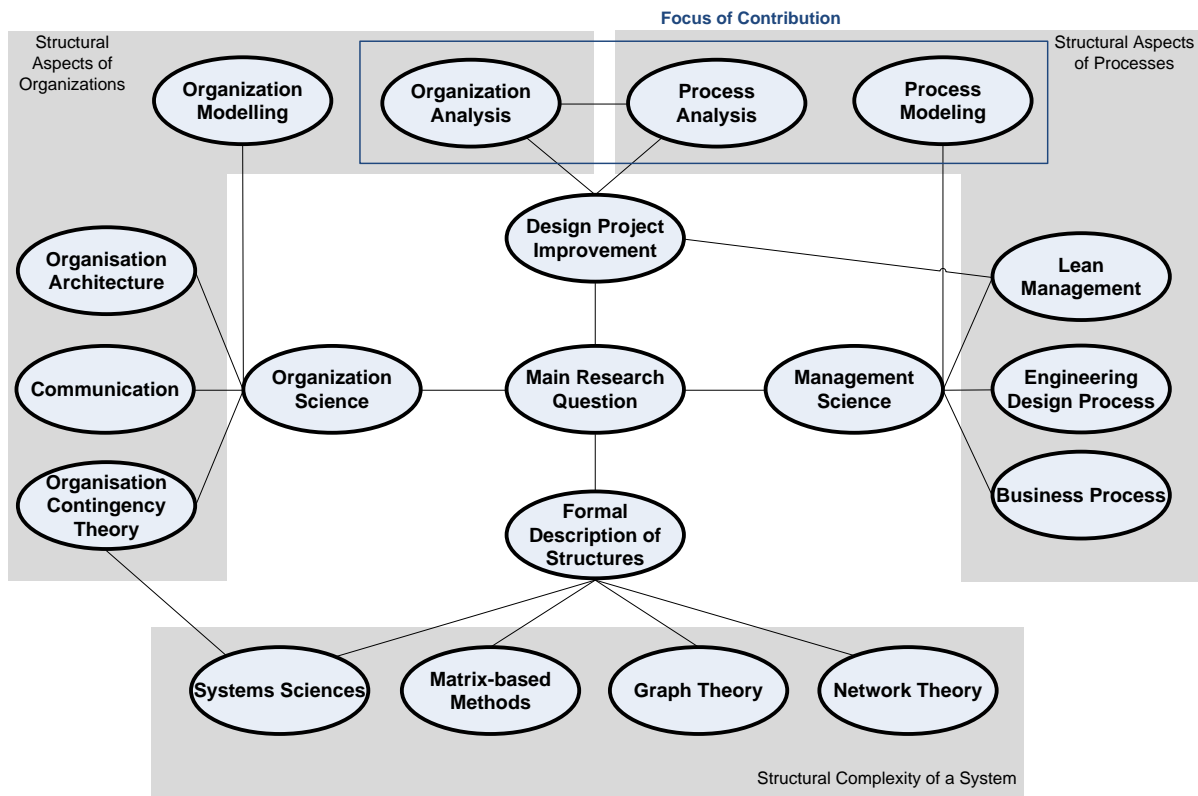 Focus of Contribution
Structural
Aspects of
Organizations
Structural Aspects
of Processes
Organization
Modelling
Organization
Analysis
Process
Analysis
Process
Modeling
Design Project
Improvement
Organisation
Architecture
Lean
Management
Communication
Organization
Science
Main Research
Question
Management
Science
Engineering
Design Process
Organisation
Contingency
Theory
Business Process
Formal
Description of
Structures
Systems Sciences
Matrix-based
Methods
Graph Theory
Network Theory
Structural Complexity of a System